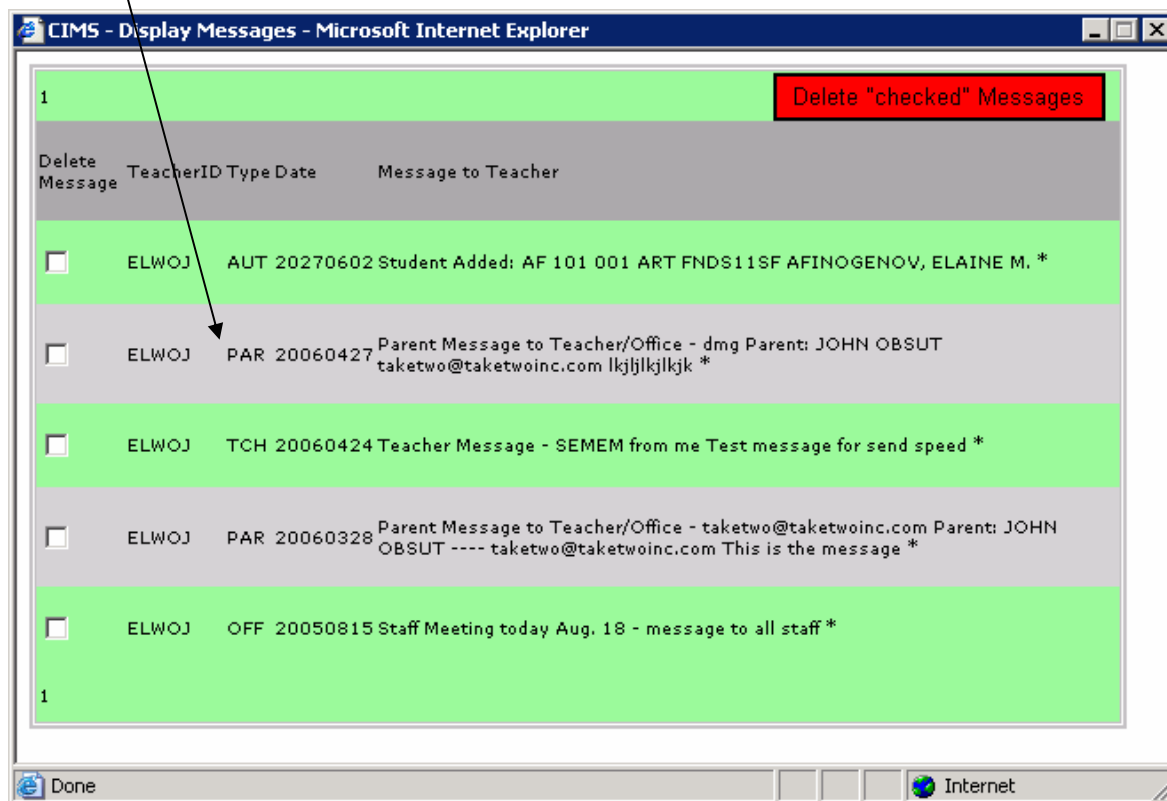 CIMS - Display Messages - Microsoft Internet Explorer
1
Delete "checked" Messages
Delete Message TeacherID Type Date Message to Teacher
ELWOJ AUT 20270602 Student Added: AF 101 001 ART FNDS11SF AFINOGENOV, ELAINE M. *
ELWOJ PAR 20060427 Parent Message to Teacher/Office - dmg Parent: JOHN OBSUT
taketwo@taketwoinc.com lkjljlkjlkjk *
ELWOJ TCH 20060424 Teacher Message - SEMEM from me Test message for send speed *
ELWOJ PAR 20060328 Parent Message to Teacher/Office - taketwo@taketwoinc.com Parent: JOHN
OBSUT ---- taketwo@taketwoinc.com This is the message *
ELWOJ OFF 20050815 Staff Meeting today Aug. 18 - message to all staff *
1
Done
Internet